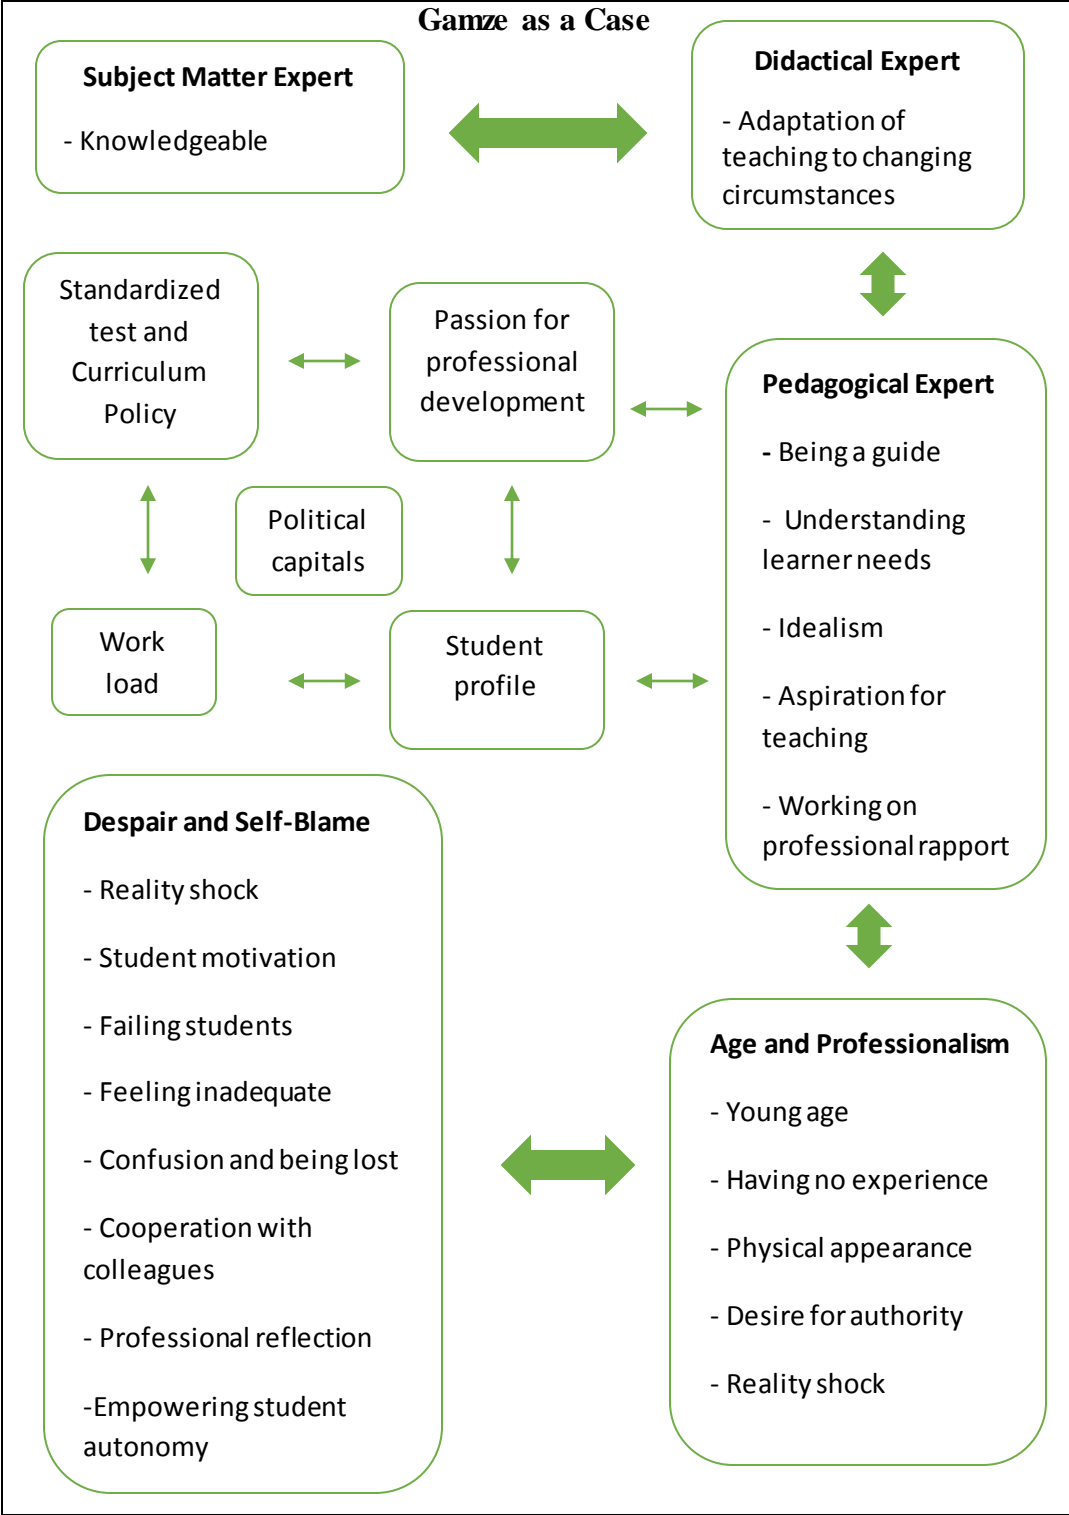 Gamze as a Case
Subject Matter Expert
- Knowledgeable
Didactical Expert
- Adaptation of
teaching to changing
circumstances
Standardized
test and
Curriculum
Policy
Passion for
professional
development
Pedagogical Expert
- Being a guide
- Understanding
learner needs
- Idealism
- Aspiration for
teaching
- Working on
professional rapport
Political
capitals
Work
load
Student
profile
Despair and Self-Blame
- Reality shock
- Student motivation
- Failing students
- Feeling inadequate
- Confusion and being lost
- Cooperation with
colleagues
- Professional reflection
-Empowering student
autonomy
Age and Professionalism
- Young age
- Having no experience
- Physical appearance
- Desire for authority
- Reality shock